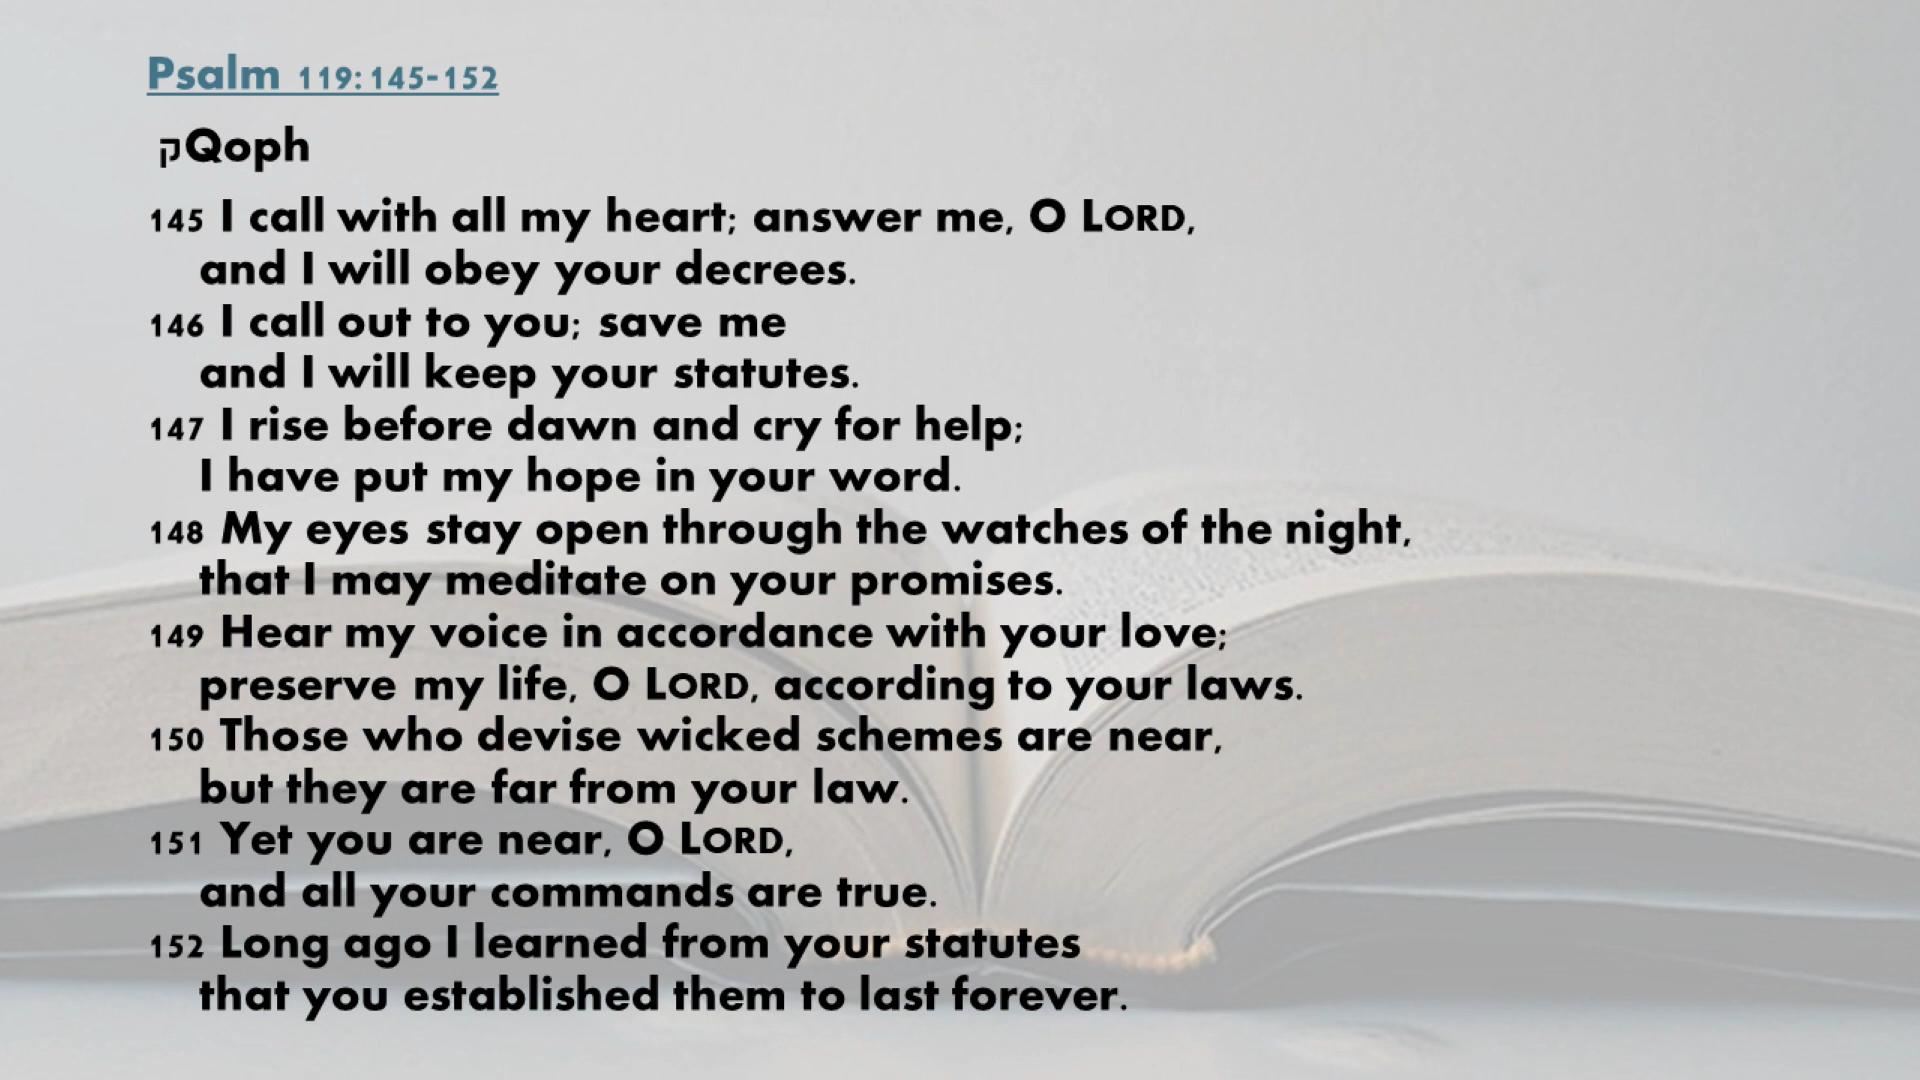 Psalm 119:145-152
קQoph
145 I call with all my heart; answer me, O LORD,
and I will obey your decrees.
146 I call out to you; save me
and I will keep your statutes.
147 I rise before dawn and cry for help;
I have put my hope in your word.
148 My eyes stay open through the watches of the night,
that I may meditate on your promises.
149 Hear my voice in accordance with your love;
preserve my life, O LORD, according to your laws.
150 Those who devise wicked schemes are near,
but they are far from your law.
151 Yet you are near, O LORD,
and all your commands are true.
152 Long ago I learned from your statutes
that you established them to last forever.